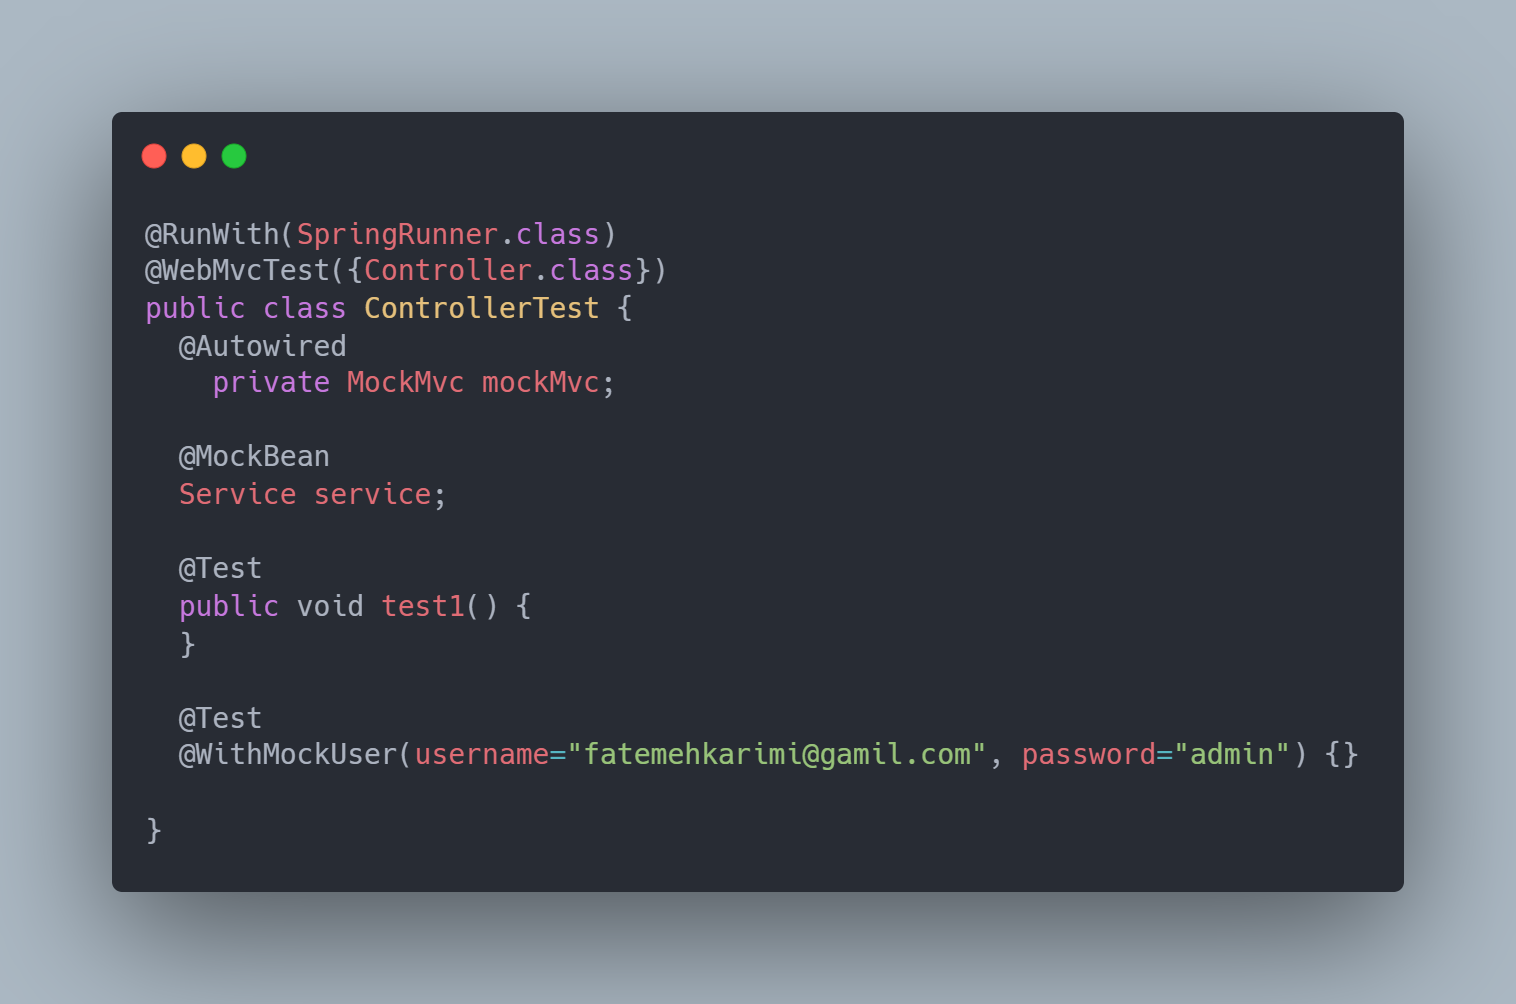 @RunWith(SpringRunner.class)
@WebMvcTest({Controller.class})
public class ControllerTest {
  @Autowired
    private MockMvc mockMvc;

  @MockBean
  Service service;

  @Test
  public void test1() {
  }

  @Test
  @WithMockUser(username="fatemehkarimi@gamil.com", password="admin") {}

}